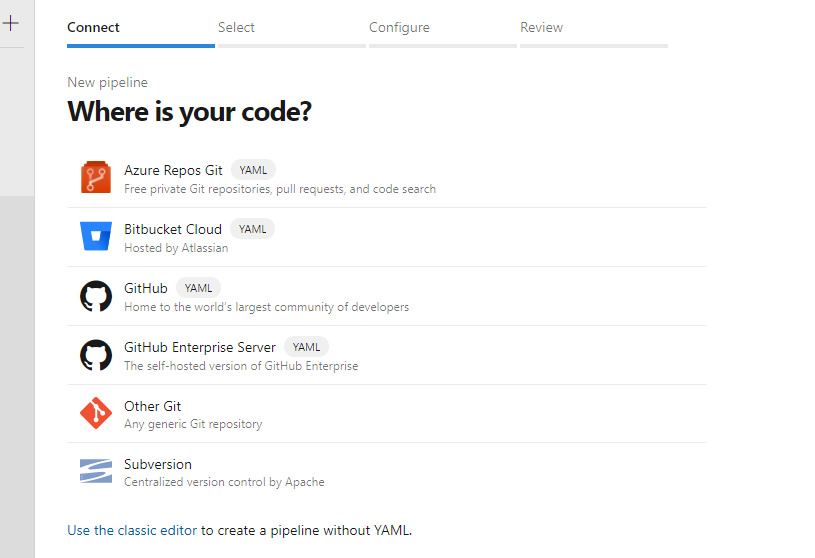 Connect Select Configure Review
New pipeline
Where is your code?
Azure Repos Git YAML
Free private Git repositories, pull requests, and code search
Bitbucket Cloud YAML
Hosted by Atlassian
GitHub YAML
Home to the world's largest community of developers
GitHub Enterprise Server YAML
The self-hosted version of GitHub Enterprise
Other Git
Any generic Git repository
Subversion
Centralized version control by Apache
Use the classic editor to create a pipeline without YAML.